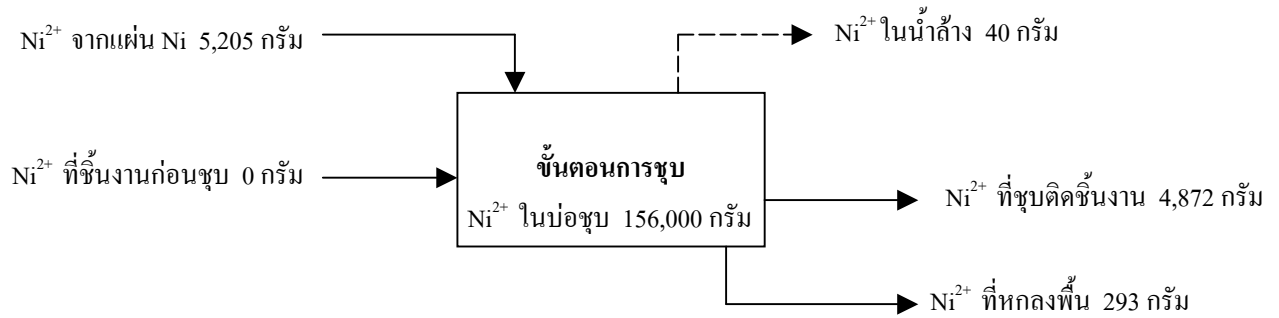 Ni²⁺ จากแผ่น Ni 5,205 กรัม
Ni²⁺ ในน้ำล้าง 40 กรัม
Ni²⁺ ที่ชิ้นงานก่อนชุบ 0 กรัม
ขั้นตอนการชุบ
Ni²⁺ ในบ่อชุบ 156,000 กรัม
Ni²⁺ ที่ชุบติดชิ้นงาน 4,872 กรัม
Ni²⁺ ที่หกลงพื้น 293 กรัม